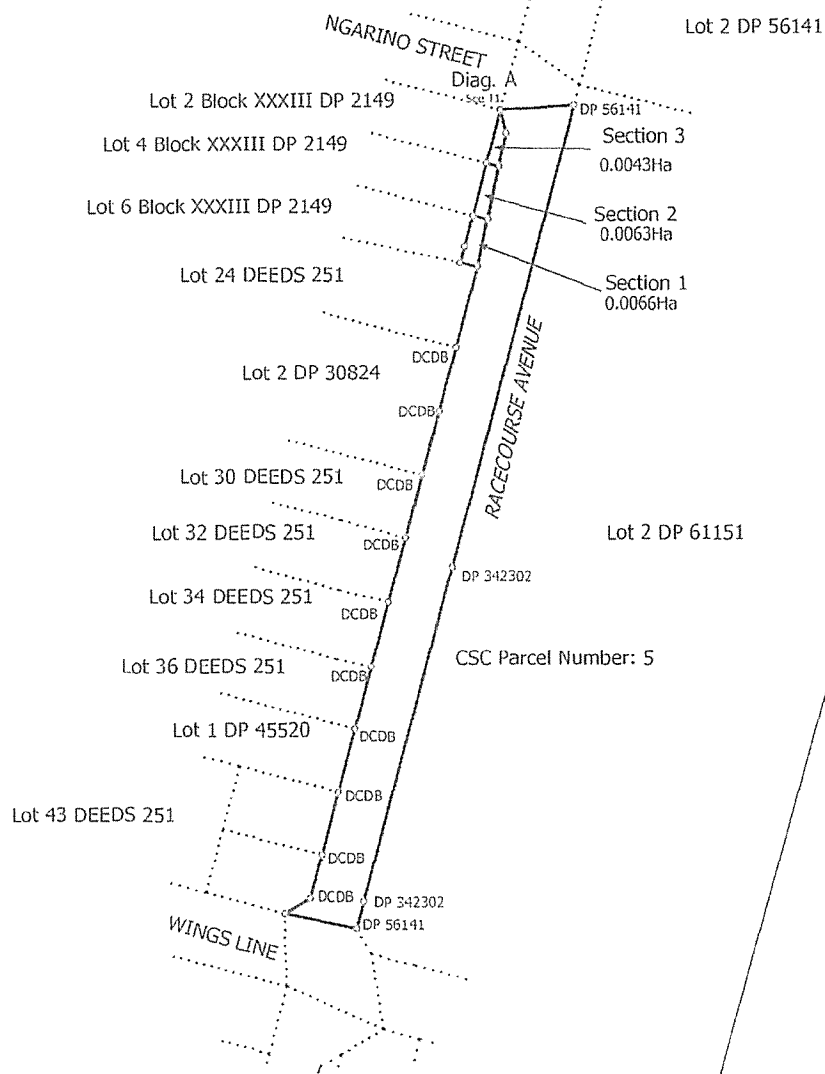 Lot 2 DP 56141
NGARINO STREET
Diag. A
Lot 2 Block XXXIII DP 2149
DP 56141
Section 3
0.0043Ha
Lot 4 Block XXXIII DP 2149
Lot 6 Block XXXIII DP 2149
Section 2
0.0063Ha
Lot 24 DEEDS 251
Section 1
0.0066Ha
DCDB
Lot 2 DP 30824
DCDB
RACECOURSE AVENUE
Lot 30 DEEDS 251
DCDB
Lot 32 DEEDS 251
DCDB
Lot 2 DP 61151
DP 342302
Lot 34 DEEDS 251
DCDB
Lot 36 DEEDS 251
DCDB
CSC Parcel Number: 5
Lot 1 DP 45520
DCDB
DCDB
Lot 43 DEEDS 251
DCDB
DCDB
DP 342302
DP 56141
WINGS LINE